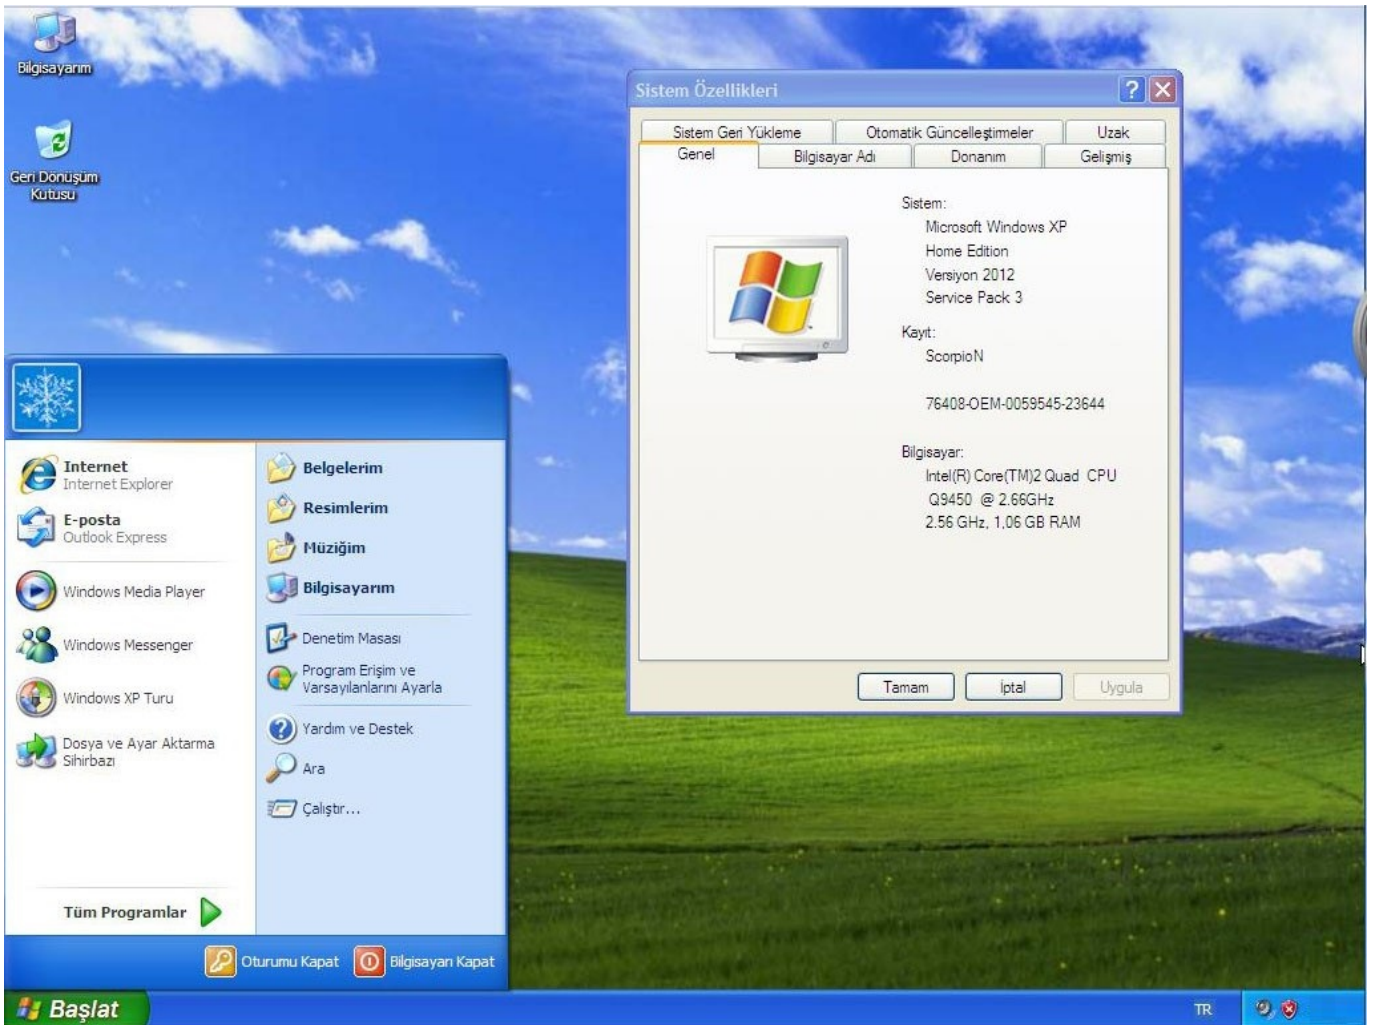 Bilgisayarım
Geri Dönüşüm
Kutusu
Sistem Özellikleri
Sistem Geri Yükleme
Otomatik Güncelleştimeler
Uzak
Genel
Bilgisayar Adı
Donanım
Gelişmiş
Sistem:
Microsoft Windows XP
Home Edition
Versiyon 2012
Service Pack 3
Kayıt:
ScorpioN
76408-OEM-0059545-23644
Bilgisayar:
Intel(R) Core(TM)2 Quad CPU
Q9450 @ 2.66GHz
2.56 GHz, 1,06 GB RAM
Tamam
İptal
Uygula
Internet
Internet Explorer
E-posta
Outlook Express
Windows Media Player
Windows Messenger
Windows XP Turu
Dosya ve Ayar Aktarma
Sihirbazı
Tüm Programlar
Belgelerim
Resimlerim
Müziğim
Bilgisayarım
Denetim Masası
Program Erişim ve
Varsayılanlarını Ayarla
Yardım ve Destek
Ara
Çalıştır...
Oturumu Kapat
Bilgisayarı Kapat
Başlat
TR